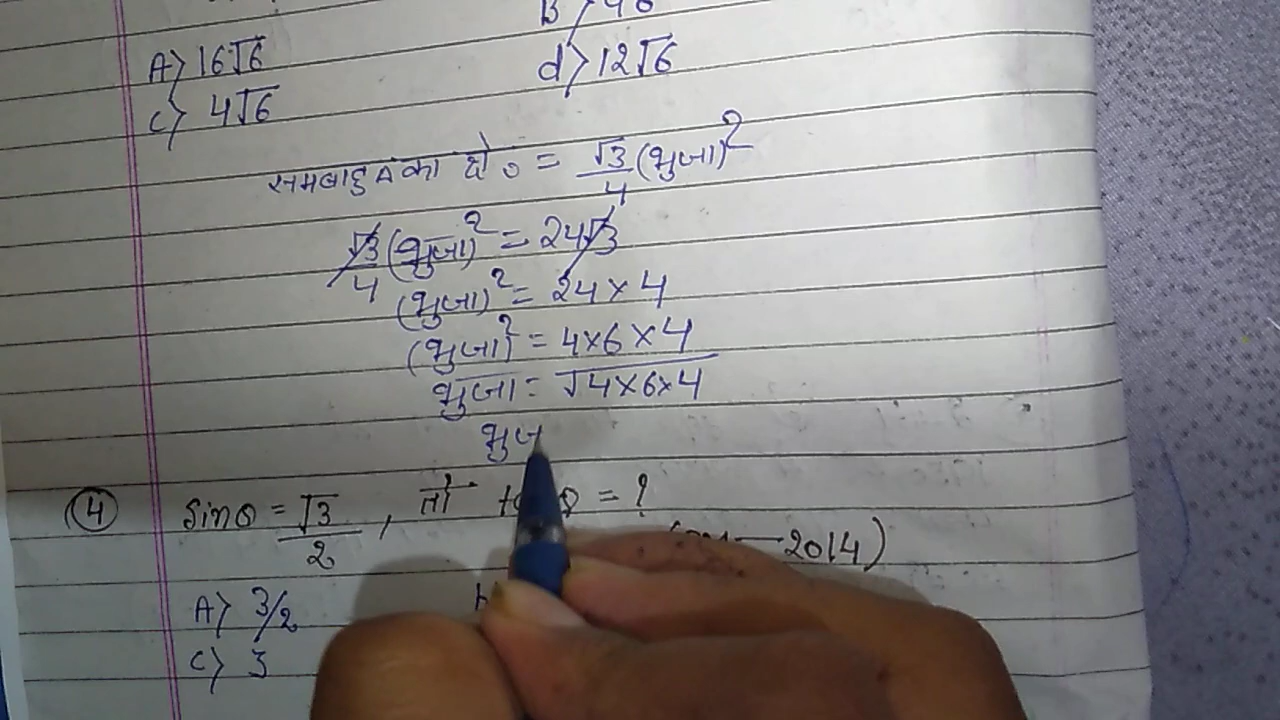 A) 16√6
d) 12√6
C) 4√6
समबाहु Δ का क्षे० = √3/4 (भुजा)²
√3/4 (भुजा)² = 24√3
(भुजा)² = 24×4
(भुजा)² = 4×6×4
भुजा = √4×6×4
भुज
④ Sinθ = √3/2, तो θ = ?
2014)
A) 3/2
C) 3